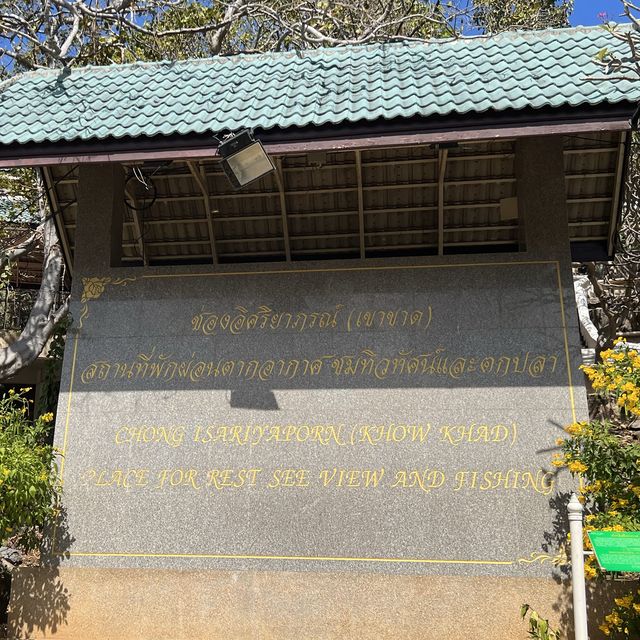 ช่องอิศริยาภรณ์ (เขาขาด)
สถานที่พักผ่อนตากอากาศ ชมทิวทัศน์และตกปลา
CHONG ISARIYAPORN (KHOW KHAD)
PLACE FOR REST SEE VIEW AND FISHING